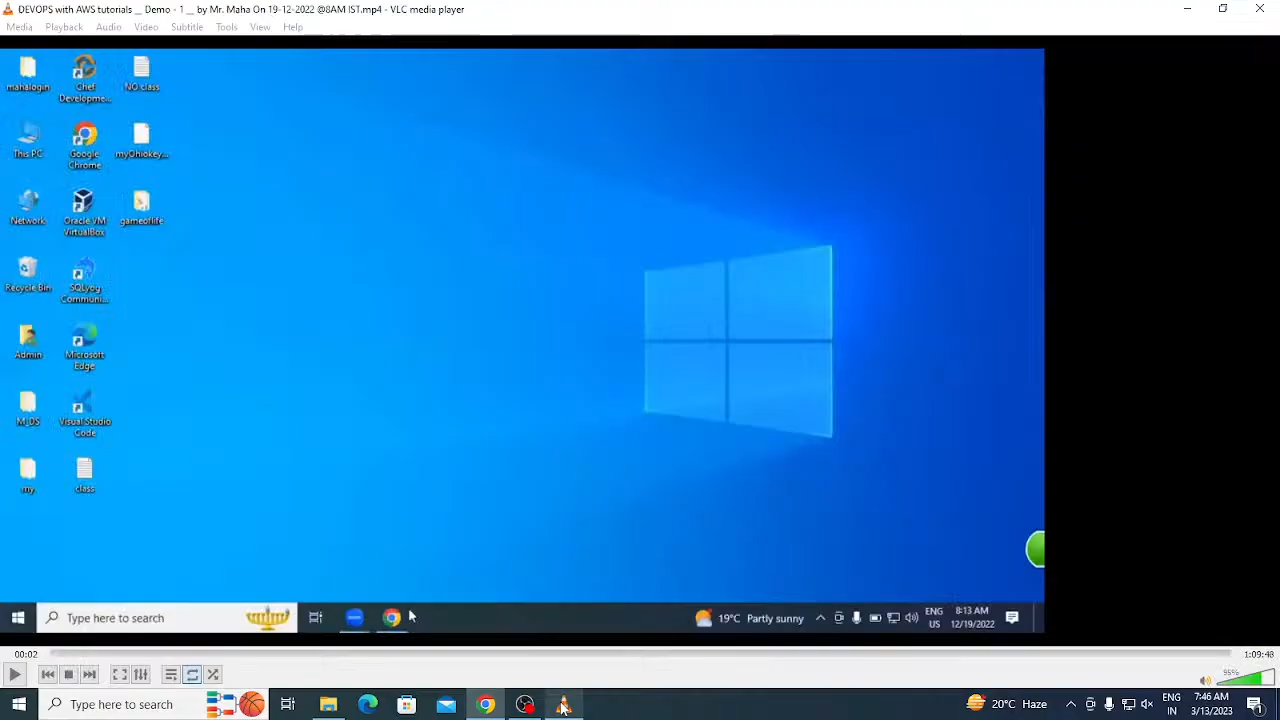 DEVOPS with AWS tutorials __ Demo - 1 __ by Mr. Maha On 19-12-2022 @8AM IST.mp4 - VLC media player
Media Playback Audio Video Subtitle Tools View Help
mahalogin
Chef
Developme...
NO class
This PC
Google
Chrome
myOhiokey...
Network
Oracle VM
VirtualBox
gameoflife
Recycle Bin
SQLyog
Communi...
Admin
Microsoft
Edge
M_DS
Visual Studio
Code
my
class
Type here to search
19°C Partly sunny
ENG
US
8:13 AM
12/19/2022
00:02
1:09:48
95%
Type here to search
20°C Haze
ENG
IN
7:46 AM
3/13/2023
1